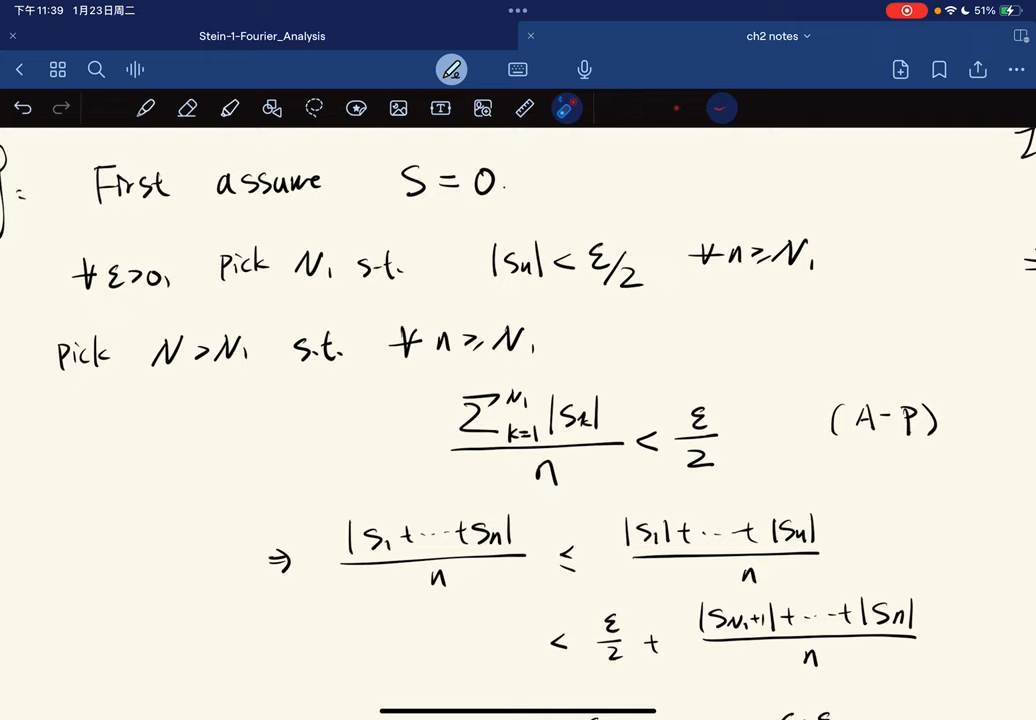 下午11:39 1月23日周二 51%
Stein-1-Fourier_Analysis ch2 notes
First assume S = 0.
∀ε>0, pick N₁ s.t. |Sn| < ε/2 ∀n ≥ N₁
pick N > N₁ s.t. ∀ n ≥ N₁
∑_{k=1}^{N₁} |Sk| / n < ε/2 (A-P)
⇒ |S₁+⋯+Sn| / n ≤ |S₁|+⋯+|Sn| / n
< ε/2 + |S_{N₁+1}|+⋯+|Sn| / n